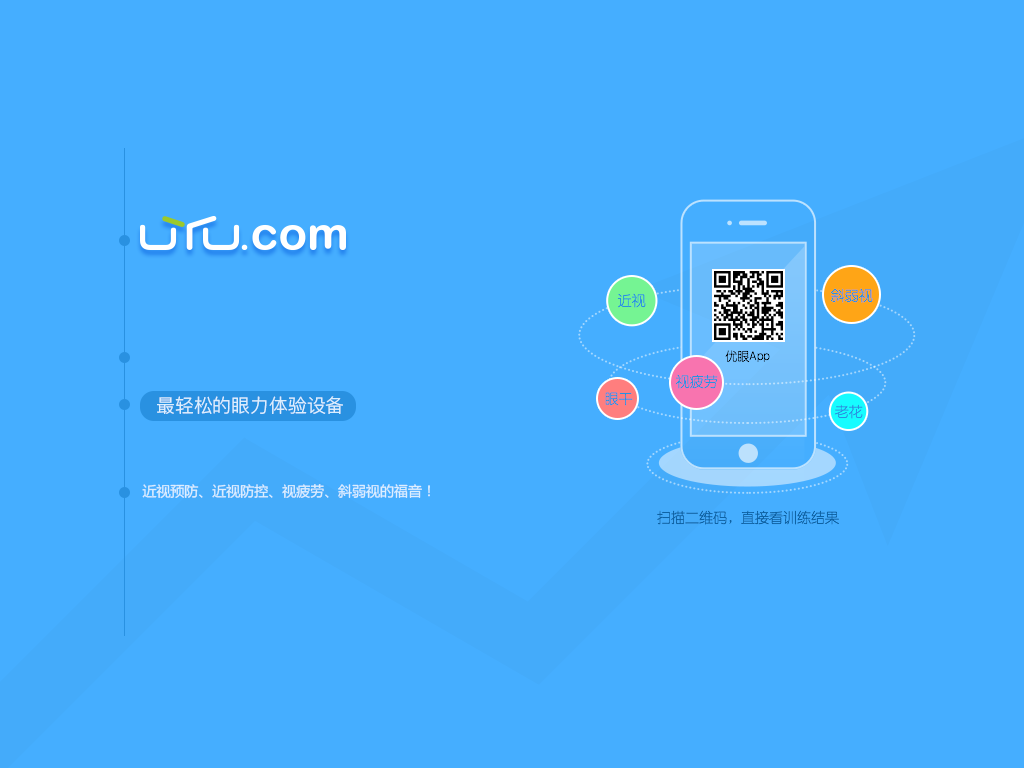 uyu.com
最轻松的眼力体验设备
近视预防、近视防控、视疲劳、斜弱视的福音！
近视
斜弱视
优眼App
视疲劳
眼干
老花
扫描二维码，直接看训练结果